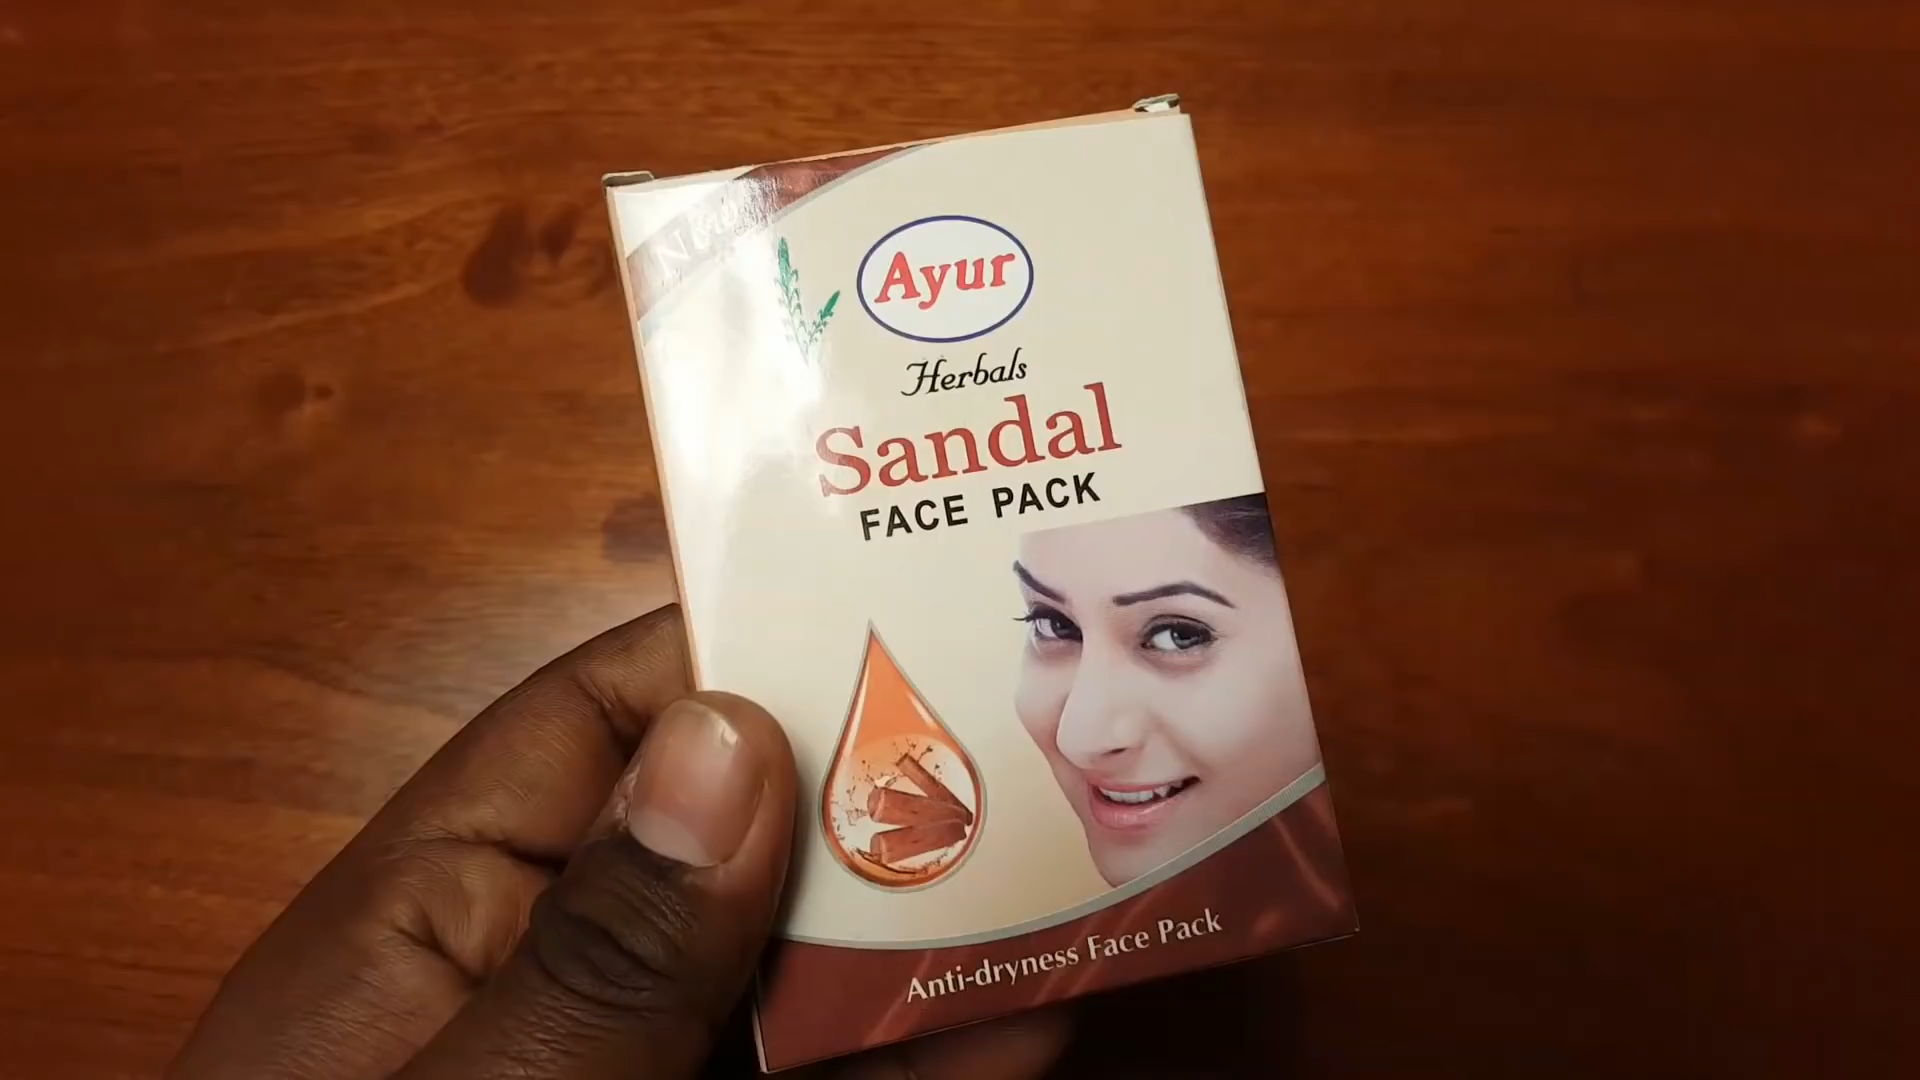 Ayur
Herbals
Sandal
FACE PACK
Anti-dryness Face Pack